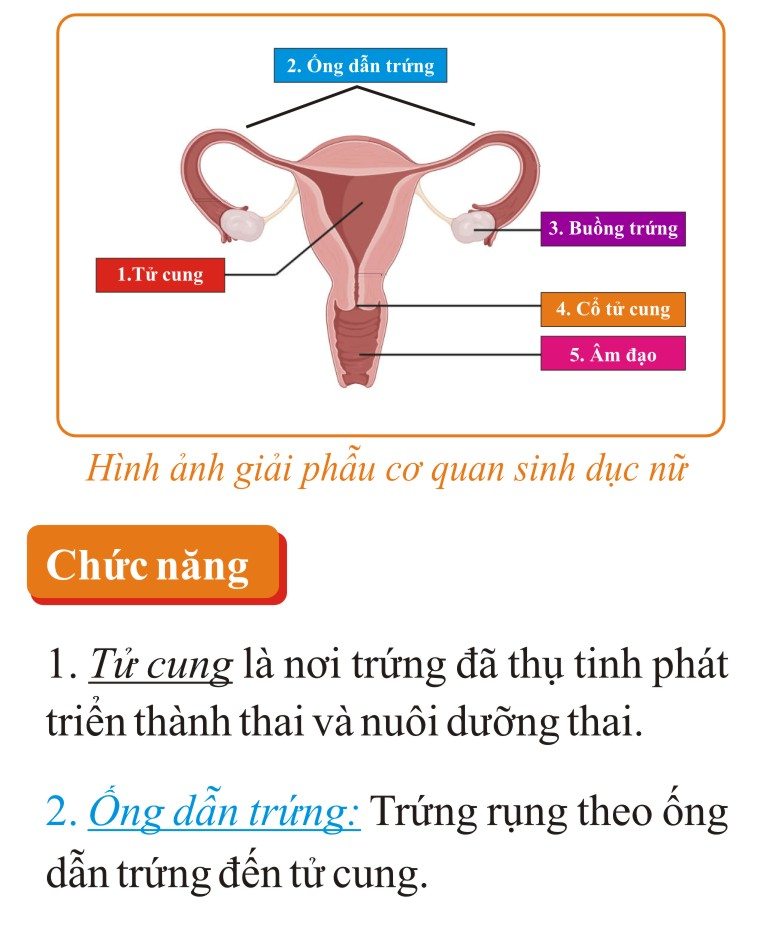 2. Ống dẫn trứng
3. Buồng trứng
1.Tử cung
4. Cổ tử cung
5. Âm đạo
Hình ảnh giải phẫu cơ quan sinh dục nữ
Chức năng
1. Tử cung là nơi trứng đã thụ tinh phát
triển thành thai và nuôi dưỡng thai.
2. Ống dẫn trứng: Trứng rụng theo ống
dẫn trứng đến tử cung.